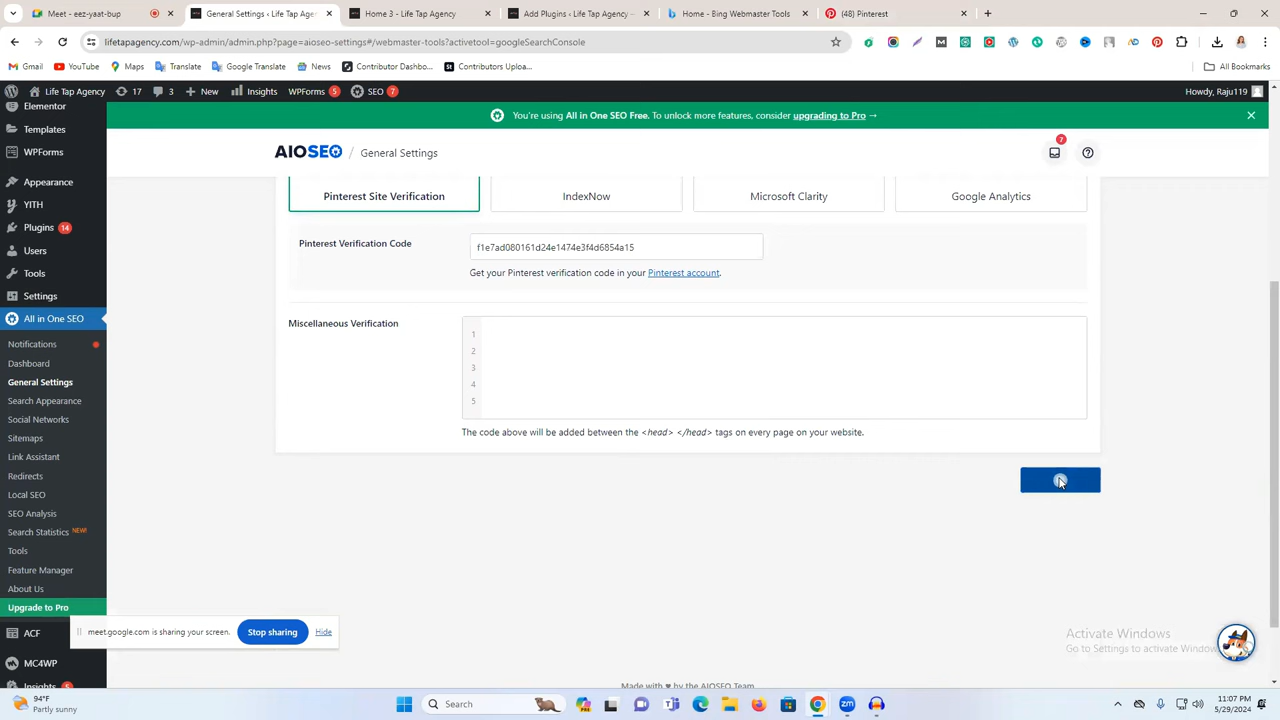 Meet - eez-zaat-bup
General Settings ‹ Life Tap Age
Home 3 - Life Tap Agency
Add Plugins ‹ Life Tap Agency —
Home - Bing Webmaster Tools
(48) Pinterest
lifetapagency.com/wp-admin/admin.php?page=aioseo-settings#/webmaster-tools?activetool=googleSearchConsole
Gmail YouTube Maps Translate Google Translate News Contributor Dashbo... Contributors Uploa... All Bookmarks
Life Tap Agency 17 3 + New Insights WPForms 5 SEO 7 Howdy, Raju119
You're using All in One SEO Free. To unlock more features, consider upgrading to Pro →
Elementor
Templates
WPForms
Appearance
YITH
Plugins 14
Users
Tools
Settings
All in One SEO
Notifications
Dashboard
General Settings
Search Appearance
Social Networks
Sitemaps
Link Assistant
Redirects
Local SEO
SEO Analysis
Search Statistics NEW!
Tools
Feature Manager
About Us
Upgrade to Pro
ACF
MC4WP
Insights 5
AIOSEO / General Settings
7
Pinterest Site Verification IndexNow Microsoft Clarity Google Analytics
Pinterest Verification Code f1e7ad080161d24e1474e3f4d6854a15
Get your Pinterest verification code in your Pinterest account.
Miscellaneous Verification
1
2
3
4
5
The code above will be added between the <head> </head> tags on every page on your website.
meet.google.com is sharing your screen. Stop sharing Hide
Activate Windows
Go to Settings to activate Window
Made with ♥ by the AIOSEO Team
94°F
Partly sunny
Search
11:07 PM
5/29/2024